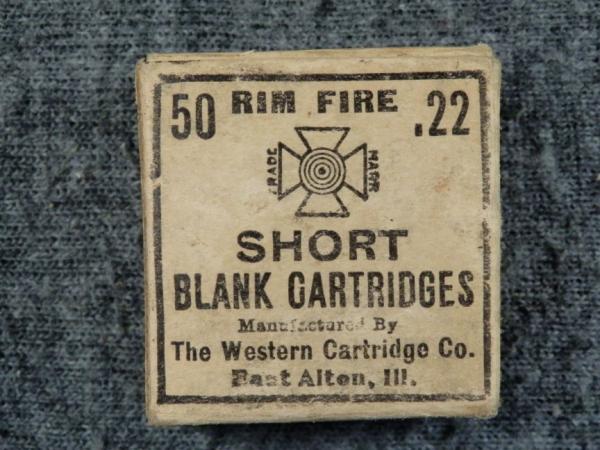 50 RIM FIRE .22
TRADE MARK
SHORT
BLANK CARTRIDGES
Manufactured By
The Western Cartridge Co.
East Alton, Ill.